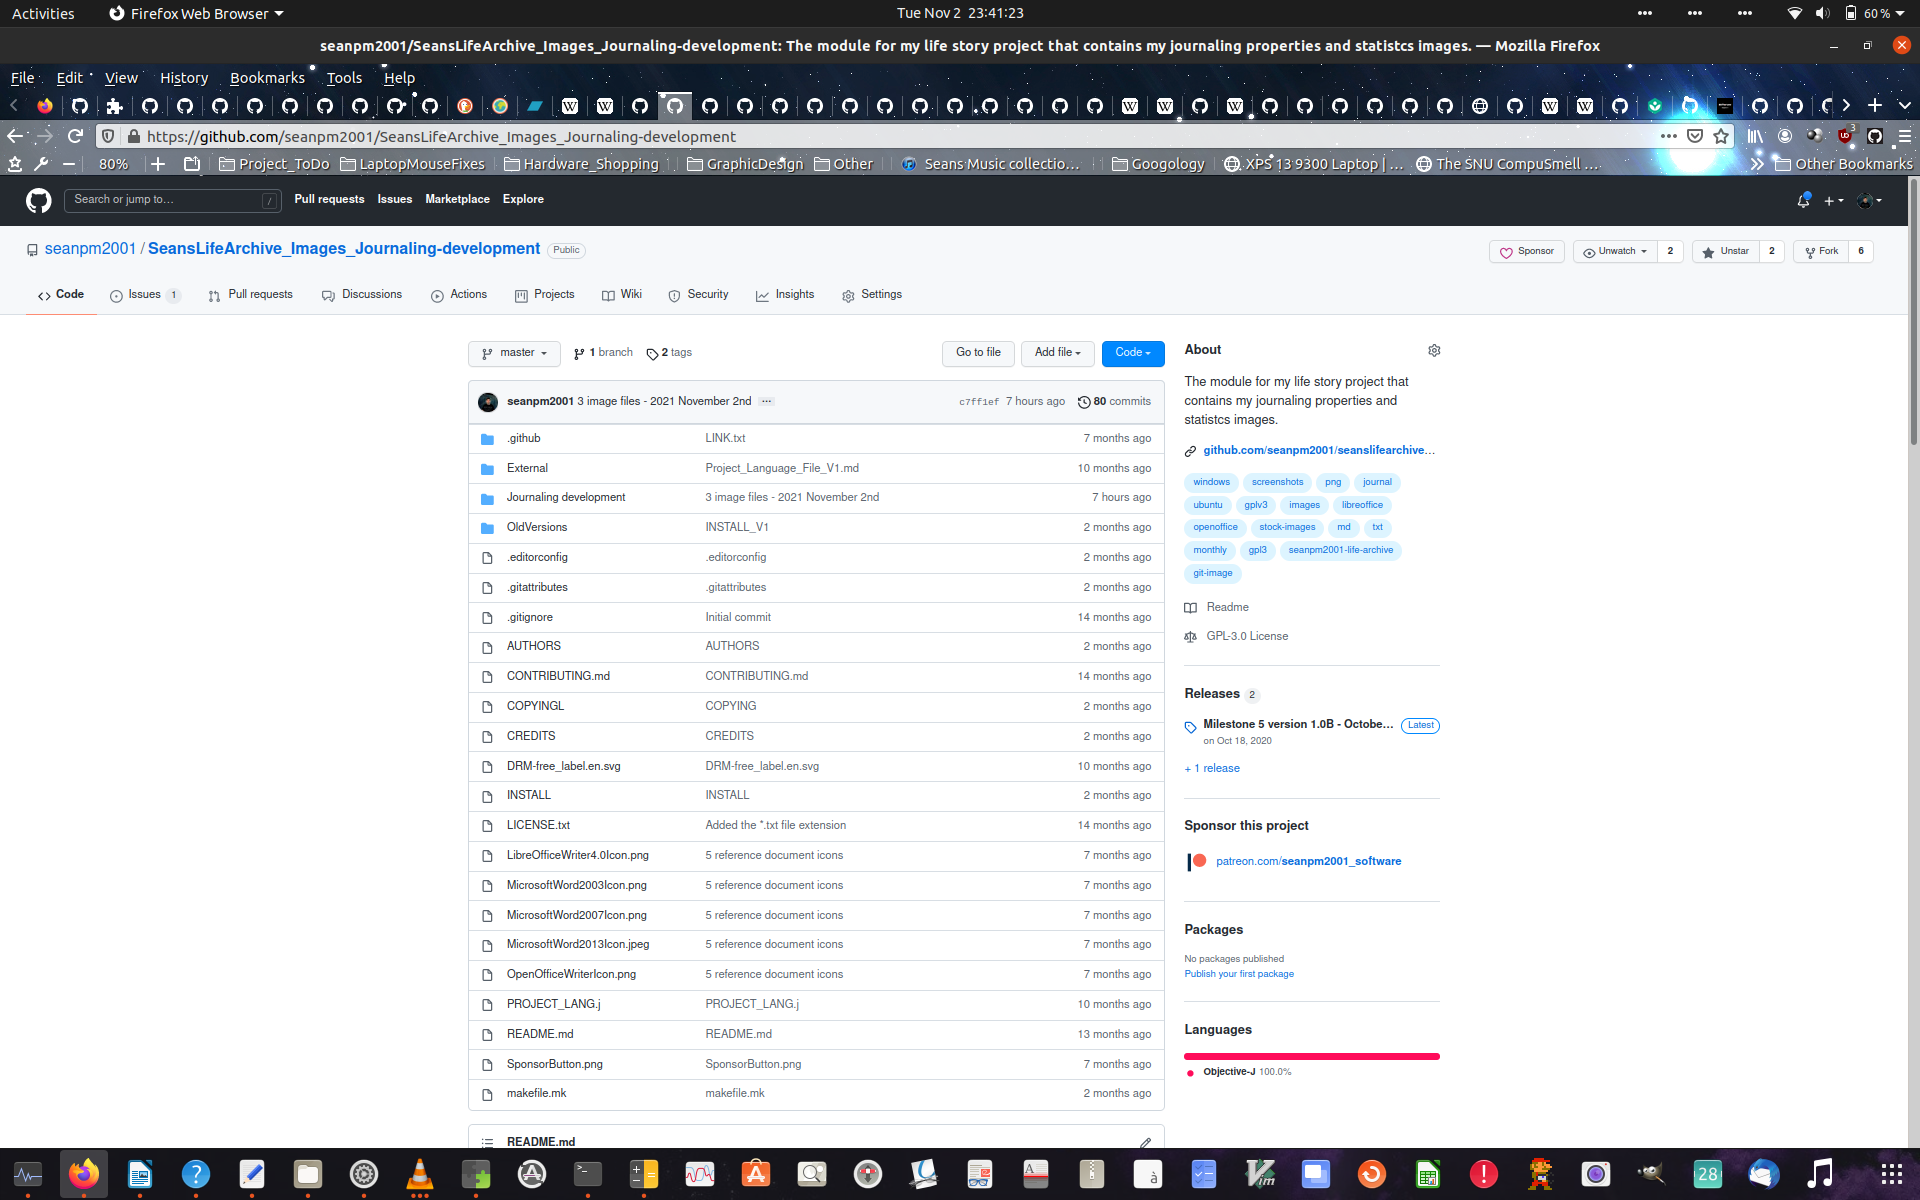 Activities Firefox Web Browser Tue Nov 2 23:41:23 60 %
seanpm2001/SeansLifeArchive_Images_Journaling-development: The module for my life story project that contains my journaling properties and statistcs images. — Mozilla Firefox
File Edit View History Bookmarks Tools Help
https://github.com/seanpm2001/SeansLifeArchive_Images_Journaling-development 3
80% Project_ToDo LaptopMouseFixes Hardware_Shopping GraphicDesign Other Seans Music collectio… Googology XPS 13 9300 Laptop | … The SNU CompuSmell … Other Bookmarks
Search or jump to… / Pull requests Issues Marketplace Explore
seanpm2001 / SeansLifeArchive_Images_Journaling-development Public Sponsor Unwatch 2 Unstar 2 Fork 6
Code Issues 1 Pull requests Discussions Actions Projects Wiki Security Insights Settings
master 1 branch 2 tags Go to file Add file Code
seanpm2001 3 image files - 2021 November 2nd ... c7ff1ef 7 hours ago 80 commits
.github LINK.txt 7 months ago
External Project_Language_File_V1.md 10 months ago
Journaling development 3 image files - 2021 November 2nd 7 hours ago
OldVersions INSTALL_V1 2 months ago
.editorconfig .editorconfig 2 months ago
.gitattributes .gitattributes 2 months ago
.gitignore Initial commit 14 months ago
AUTHORS AUTHORS 2 months ago
CONTRIBUTING.md CONTRIBUTING.md 14 months ago
COPYINGL COPYING 2 months ago
CREDITS CREDITS 2 months ago
DRM-free_label.en.svg DRM-free_label.en.svg 10 months ago
INSTALL INSTALL 2 months ago
LICENSE.txt Added the *.txt file extension 14 months ago
LibreOfficeWriter4.0Icon.png 5 reference document icons 7 months ago
MicrosoftWord2003Icon.png 5 reference document icons 7 months ago
MicrosoftWord2007Icon.png 5 reference document icons 7 months ago
MicrosoftWord2013Icon.jpeg 5 reference document icons 7 months ago
OpenOfficeWriterIcon.png 5 reference document icons 7 months ago
PROJECT_LANG.j PROJECT_LANG.j 10 months ago
README.md README.md 13 months ago
SponsorButton.png SponsorButton.png 7 months ago
makefile.mk makefile.mk 2 months ago
README.md
About
The module for my life story project that
contains my journaling properties and
statistcs images.
github.com/seanpm2001/seanslifearchive…
windows screenshots png journal
ubuntu gplv3 images libreoffice
openoffice stock-images md txt
monthly gpl3 seanpm2001-life-archive
git-image
Readme
GPL-3.0 License
Releases 2
Milestone 5 version 1.0B - Octobe… Latest
on Oct 18, 2020
+ 1 release
Sponsor this project
patreon.com/seanpm2001_software
Packages
No packages published
Publish your first package
Languages
Objective-J 100.0%
28